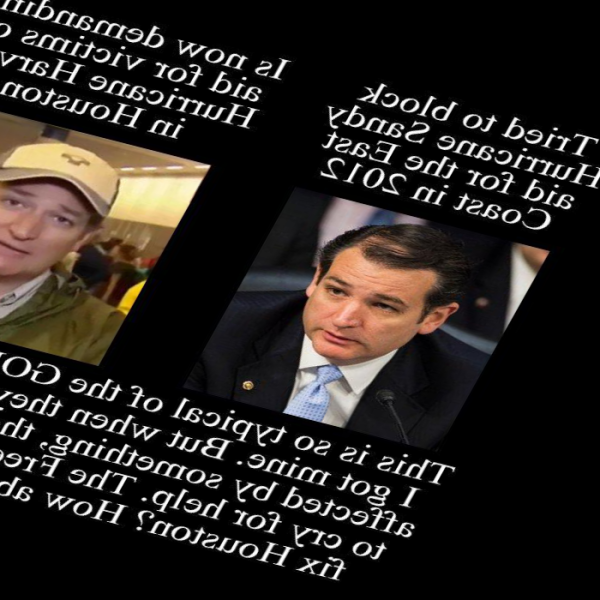 Tried to block
Hurricane Sandy
aid for the East
Coast in 2012
Is now demanding
aid for victims
Hurricane
in Houston
This is so typical of the
I got mine. But when they
affected by something,
to cry for help. The
fix Houston? How